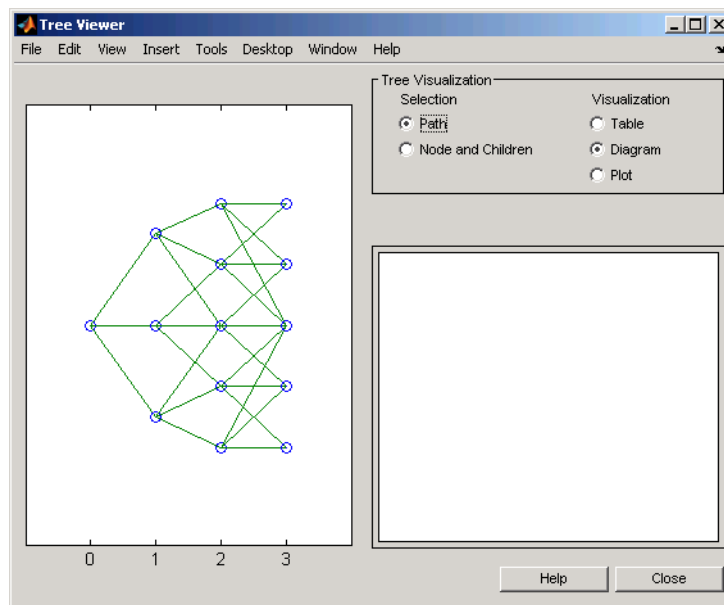 Tree Viewer
File Edit View Insert Tools Desktop Window Help
Tree Visualization
Selection
Path
Node and Children
Visualization
Table
Diagram
Plot
0 1 2 3
Help Close